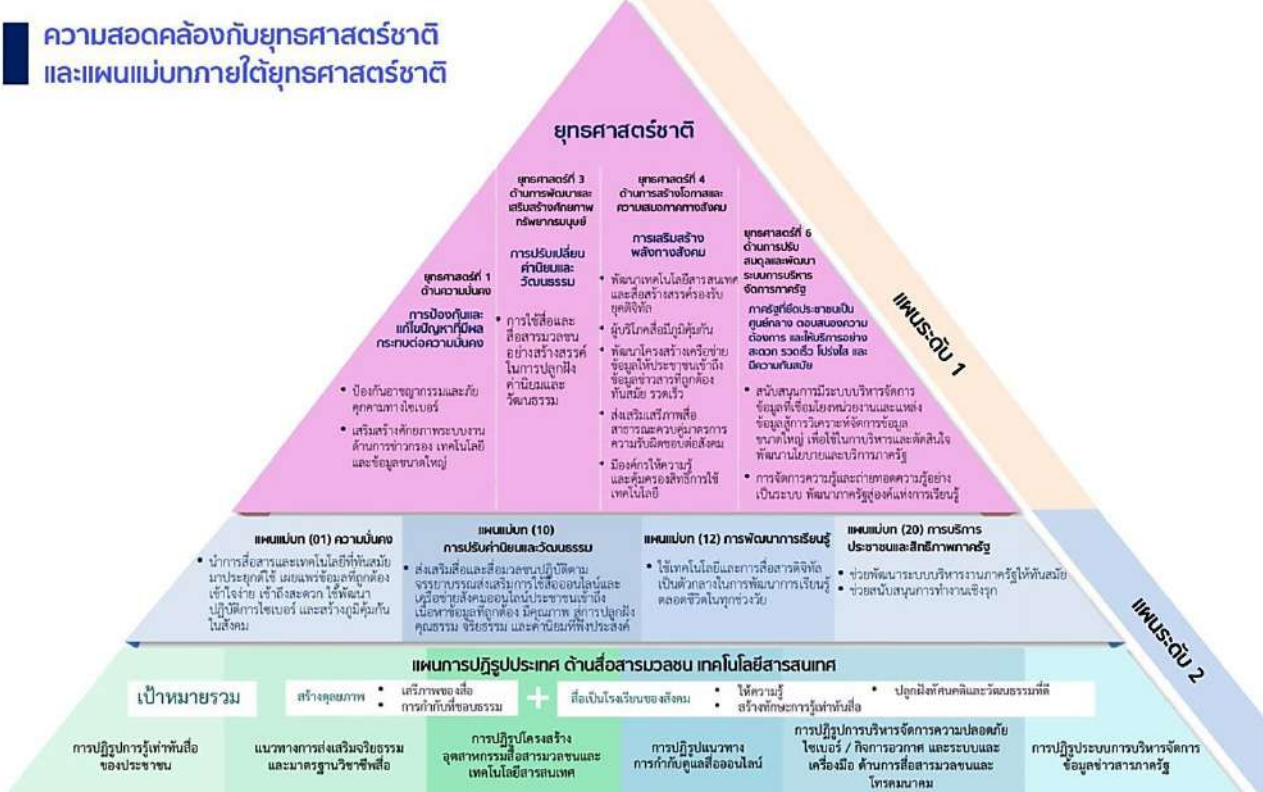 ความสอดคล้องกับยุทธศาสตร์ชาติ
และแผนแม่บทภายใต้ยุทธศาสตร์ชาติ
ยุทธศาสตร์ชาติ
ยุทธศาสตร์ที่ 1
ด้านความมั่นคง
การป้องกันและ
แก้ไขปัญหาที่มีผล
กระทบต่อความมั่นคง
• ป้องกันอาชญากรรมและภัย
คุกคามทางไซเบอร์
• เสริมสร้างศักยภาพระบบงาน
ด้านการข่าวกรอง เทคโนโลยี
และข้อมูลขนาดใหญ่
ยุทธศาสตร์ที่ 3
ด้านการพัฒนาและ
เสริมสร้างศักยภาพ
ทรัพยากรมนุษย์
การปรับเปลี่ยน
ค่านิยมและ
วัฒนธรรม
• การใช้สื่อและ
สื่อสารมวลชน
อย่างสร้างสรรค์
ในการปลูกฝัง
ค่านิยมและ
วัฒนธรรม
ยุทธศาสตร์ที่ 4
ด้านการสร้างโอกาสและ
ความเสมอภาคทางสังคม
การเสริมสร้าง
พลังทางสังคม
• พัฒนาเทคโนโลยีสารสนเทศ
และสื่อสร้างสรรค์รองรับ
ยุคดิจิทัล
• ผู้บริโภคสื่อมีภูมิคุ้มกัน
• พัฒนาโครงสร้างเครือข่าย
ข้อมูลให้ประชาชนเข้าถึง
ข้อมูลข่าวสารที่ถูกต้อง
ทันสมัย รวดเร็ว
• ส่งเสริมเสรีภาพสื่อ
สาธารณะควบคู่มาตรการ
ความรับผิดชอบต่อสังคม
• มีองค์กรให้ความรู้
และคุ้มครองสิทธิ์การใช้
เทคโนโลยี
ยุทธศาสตร์ที่ 6
ด้านการปรับ
สมดุลและพัฒนา
ระบบการบริหาร
จัดการภาครัฐ
ภาครัฐที่ยึดประชาชนเป็น
ศูนย์กลาง ตอบสนองความ
ต้องการ และให้บริการอย่าง
สะดวก รวดเร็ว โปร่งใส และ
มีความทันสมัย
• สนับสนุนการมีระบบบริหารจัดการ
ข้อมูลที่เชื่อมโยงหน่วยงานและแหล่ง
ข้อมูลสู่การวิเคราะห์จัดการข้อมูล
ขนาดใหญ่ เพื่อใช้ในการบริหารและตัดสินใจ
พัฒนานโยบายและบริการภาครัฐ
• การจัดการความรู้และถ่ายทอดความรู้อย่าง
เป็นระบบ พัฒนาภาครัฐสู่องค์แห่งการเรียนรู้
แผนระดับ 1
แผนแม่บท (01) ความมั่นคง
• นำการสื่อสารและเทคโนโลยีที่ทันสมัย
มาประยุกต์ใช้ เผยแพร่ข้อมูลที่ถูกต้อง
เข้าใจง่าย เข้าถึงสะดวก ใช้พัฒนา
ปฏิบัติการไซเบอร์ และสร้างภูมิคุ้มกัน
ในสังคม
แผนแม่บท (10)
การปรับค่านิยมและวัฒนธรรม
• ส่งเสริมสื่อและสื่อมวลชนปฏิบัติตาม
จรรยาบรรณส่งเสริมการใช้สื่อออนไลน์และ
เครือข่ายสังคมออนไลน์ประชาชนเข้าถึง
เนื้อหาข้อมูลที่ถูกต้อง มีคุณภาพ สู่การปลูกฝัง
คุณธรรม จริยธรรม และค่านิยมที่พึงประสงค์
แผนแม่บท (12) การพัฒนาการเรียนรู้
• ใช้เทคโนโลยีและการสื่อสารดิจิทัล
เป็นตัวกลางในการพัฒนาการเรียนรู้
ตลอดชีวิตในทุกช่วงวัย
แผนแม่บท (20) การบริการ
ประชาชนและสิทธิภาพภาครัฐ
• ช่วยพัฒนาระบบบริหารงานภาครัฐให้ทันสมัย
• ช่วยสนับสนุนการทำงานเชิงรุก
แผนระดับ 2
แผนการปฏิรูปประเทศ ด้านสื่อสารมวลชน เทคโนโลยีสารสนเทศ
เป้าหมายรวม
สร้างดุลยภาพ
• เสรีภาพของสื่อ
• การกำกับที่ชอบธรรม
+
สื่อเป็นโรงเรียนของสังคม
• ให้ความรู้
• สร้างทักษะการรู้เท่าทันสื่อ
• ปลูกฝังทัศนคติและวัฒนธรรมที่ดี
การปฏิรูปการรู้เท่าทันสื่อ
ของประชาชน
แนวทางการส่งเสริมจริยธรรม
และมาตรฐานวิชาชีพสื่อ
การปฏิรูปโครงสร้าง
อุตสาหกรรมสื่อสารมวลชนและ
เทคโนโลยีสารสนเทศ
การปฏิรูปแนวทาง
การกำกับดูแลสื่อออนไลน์
การปฏิรูปการบริหารจัดการความปลอดภัย
ไซเบอร์ / กิจการอวกาศ และระบบและ
เครื่องมือ ด้านการสื่อสารมวลชนและ
โทรคมนาคม
การปฏิรูประบบการบริหารจัดการ
ข้อมูลข่าวสารภาครัฐ